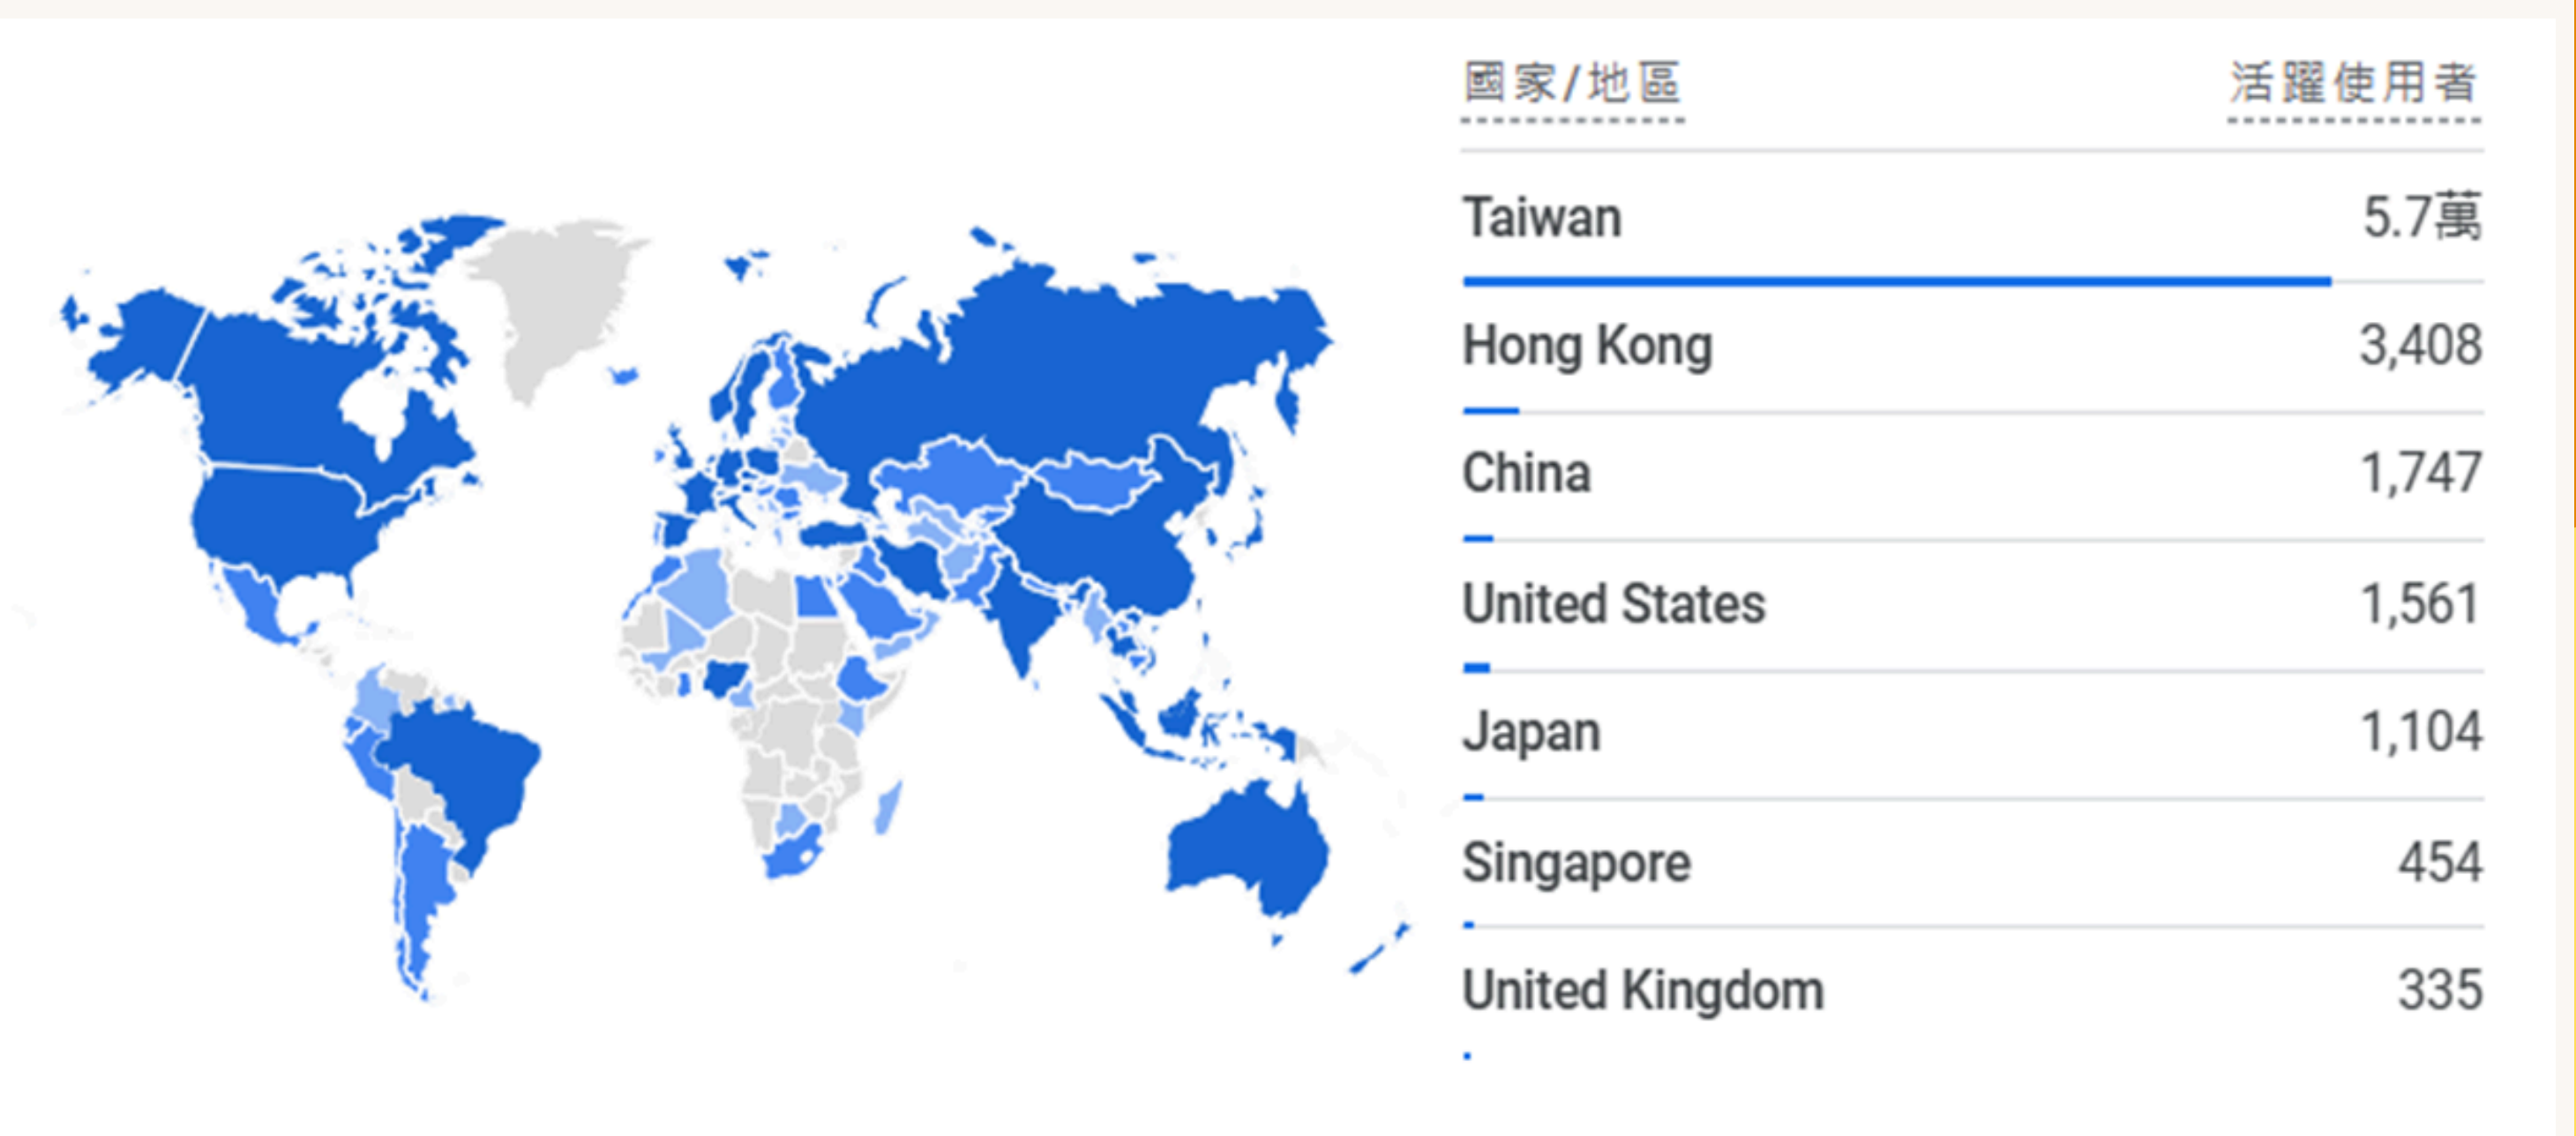 國家/地區 活躍使用者
Taiwan 5.7萬
Hong Kong 3,408
China 1,747
United States 1,561
Japan 1,104
Singapore 454
United Kingdom 335